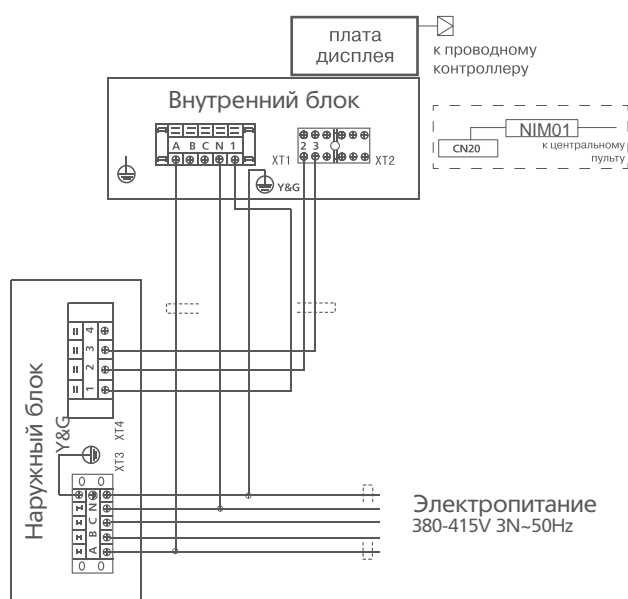 плата
дисплея
к проводному
контроллеру
Внутренний блок
A B C N 1
XT1
2 3
XT2
Y&G
NIM01
CN20
к центральному
пульту
Наружный блок
4
3
2
1
Y&G
XT4
XT3
N
C
B
A
Электропитание
380-415V 3N~50Hz